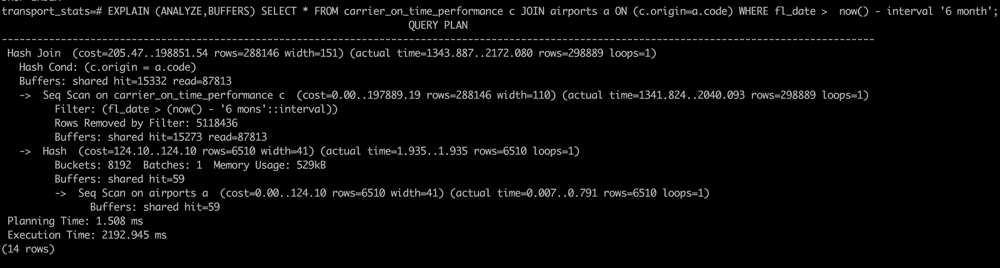 DROP INDEX
transport_stats=# EXPLAIN (ANALYZE,BUFFERS) SELECT * FROM carrier_on_time_performance c JOIN airports a ON (c.origin=a.code) WHERE fl_date >  now() - interval '6 month';
QUERY PLAN
----------------------------------------------------------------------------------------------------------------------------------------------------
Hash Join  (cost=205.47..198851.54 rows=288146 width=151) (actual time=1343.887..2172.080 rows=298889 loops=1)
Hash Cond: (c.origin = a.code)
Buffers: shared hit=15332 read=87813
->  Seq Scan on carrier_on_time_performance c  (cost=0.00..197889.19 rows=288146 width=110) (actual time=1341.824..2040.093 rows=298889 loops=1)
Filter: (fl_date > (now() - '6 mons'::interval))
Rows Removed by Filter: 5118436
Buffers: shared hit=15273 read=87813
->  Hash  (cost=124.10..124.10 rows=6510 width=41) (actual time=1.935..1.935 rows=6510 loops=1)
Buckets: 8192  Batches: 1  Memory Usage: 529kB
Buffers: shared hit=59
->  Seq Scan on airports a  (cost=0.00..124.10 rows=6510 width=41) (actual time=0.007..0.791 rows=6510 loops=1)
Buffers: shared hit=59
Planning Time: 1.508 ms
Execution Time: 2192.945 ms
(14 rows)